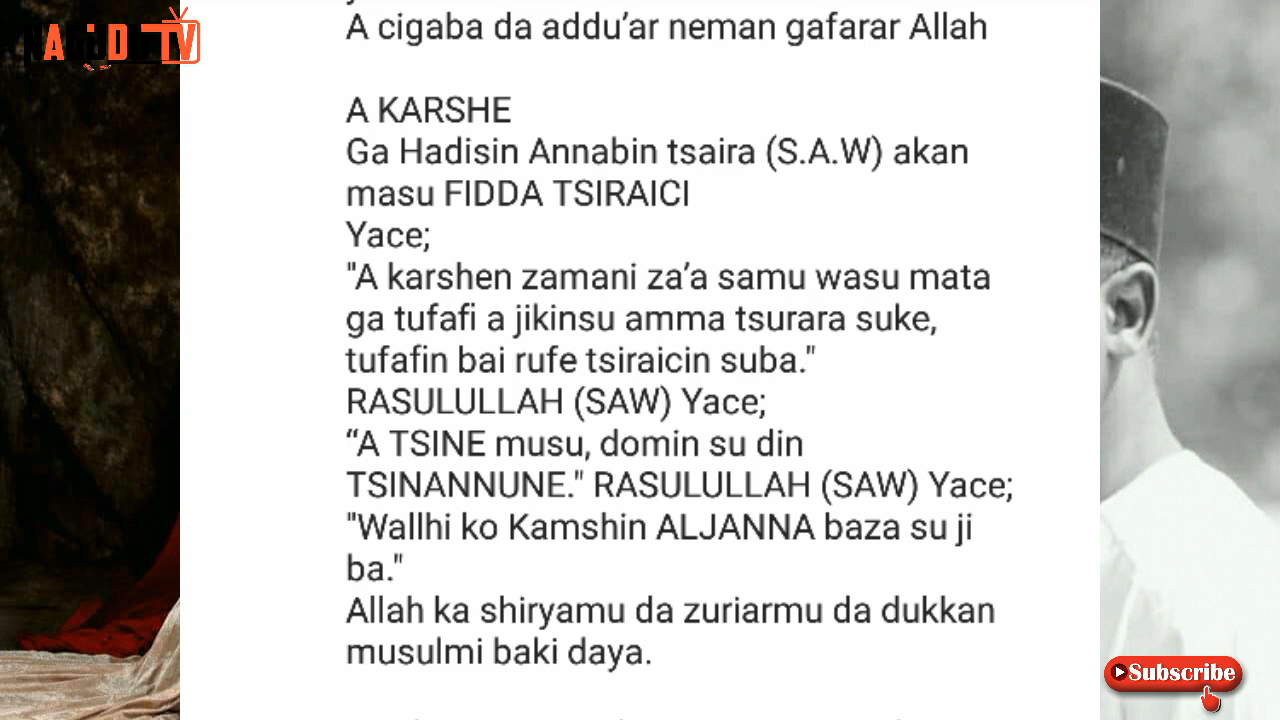 A cigaba da addu’ar neman gafarar Allah
A KARSHE
Ga Hadisin Annabin tsaira (S.A.W) akan
masu FIDDA TSIRAICI
Yace;
"A karshen zamani za’a samu wasu mata
ga tufafi a jikinsu amma tsurara suke,
tufafin bai rufe tsiraicin suba."
RASULULLAH (SAW) Yace;
“A TSINE musu, domin su din
TSINANNUNE." RASULULLAH (SAW) Yace;
"Wallhi ko Kamshin ALJANNA baza su ji
ba."
Allah ka shiryamu da zuriarmu da dukkan
musulmi baki daya.
TV
Subscribe